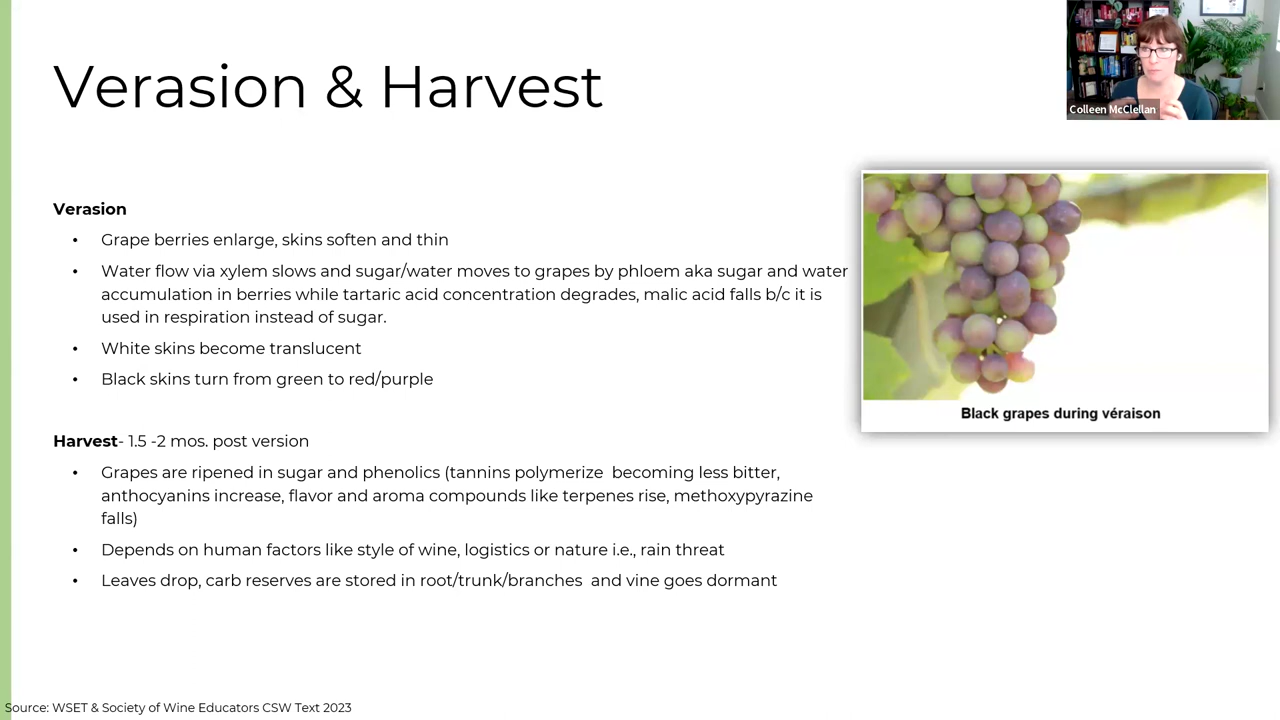 Verasion & Harvest
Colleen McClellan
Verasion
• Grape berries enlarge, skins soften and thin
• Water flow via xylem slows and sugar/water moves to grapes by phloem aka sugar and water
accumulation in berries while tartaric acid concentration degrades, malic acid falls b/c it is
used in respiration instead of sugar.
• White skins become translucent
• Black skins turn from green to red/purple
Black grapes during véraison
Harvest- 1.5 -2 mos. post version
• Grapes are ripened in sugar and phenolics (tannins polymerize becoming less bitter,
anthocyanins increase, flavor and aroma compounds like terpenes rise, methoxypyrazine
falls)
• Depends on human factors like style of wine, logistics or nature i.e., rain threat
• Leaves drop, carb reserves are stored in root/trunk/branches and vine goes dormant
Source: WSET & Society of Wine Educators CSW Text 2023